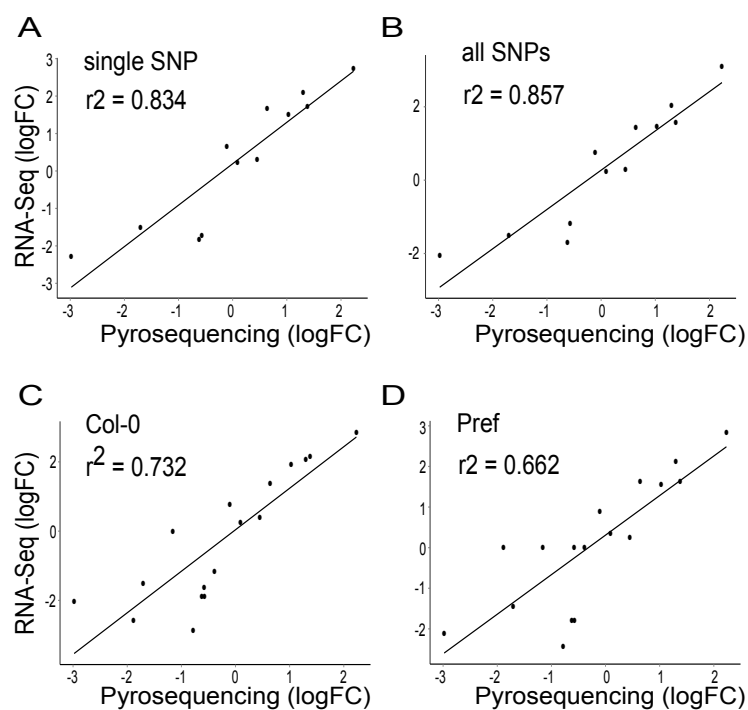 A
single SNP
r2 = 0.834
RNA-Seq (logFC)
3
2
1
0
-1
-2
-3
-3 -2 -1 0 1 2
Pyrosequencing (logFC)
B
all SNPs
r2 = 0.857
2
0
-2
-3 -2 -1 0 1 2
Pyrosequencing (logFC)
C
Col-0
r2 = 0.732
RNA-Seq (logFC)
2
0
-2
-3 -2 -1 0 1 2
Pyrosequencing (logFC)
D
Pref
r2 = 0.662
3
2
1
0
-1
-2
-3 -2 -1 0 1 2
Pyrosequencing (logFC)